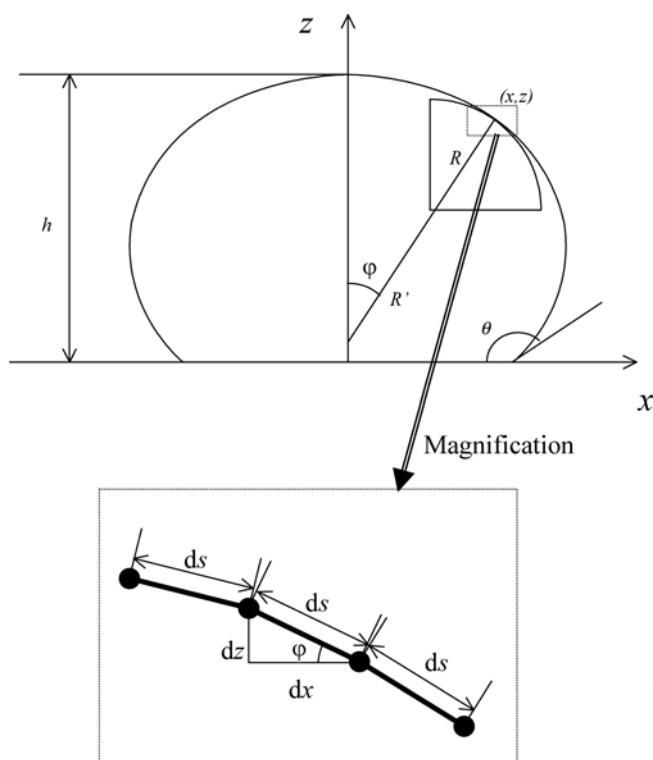 z
(x,z)
R
h
φ
R’
θ
x
Magnification
ds
ds
ds
dz
φ
dx